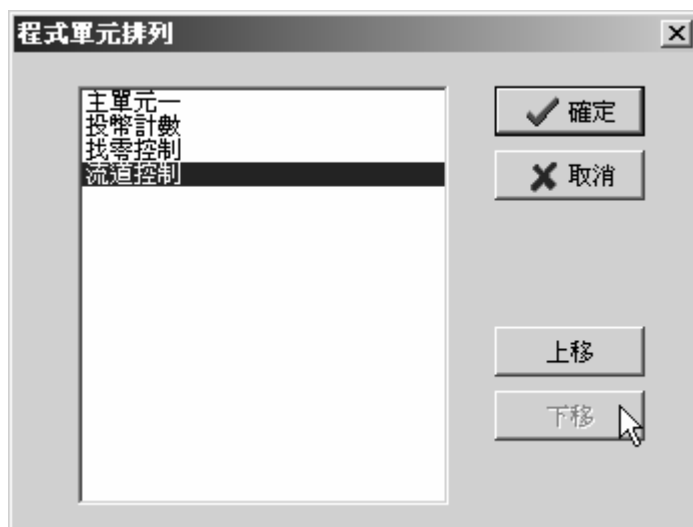 程式單元排列
主單元一
投幣計數
找零控制
流道控制
確定
取消
上移
下移